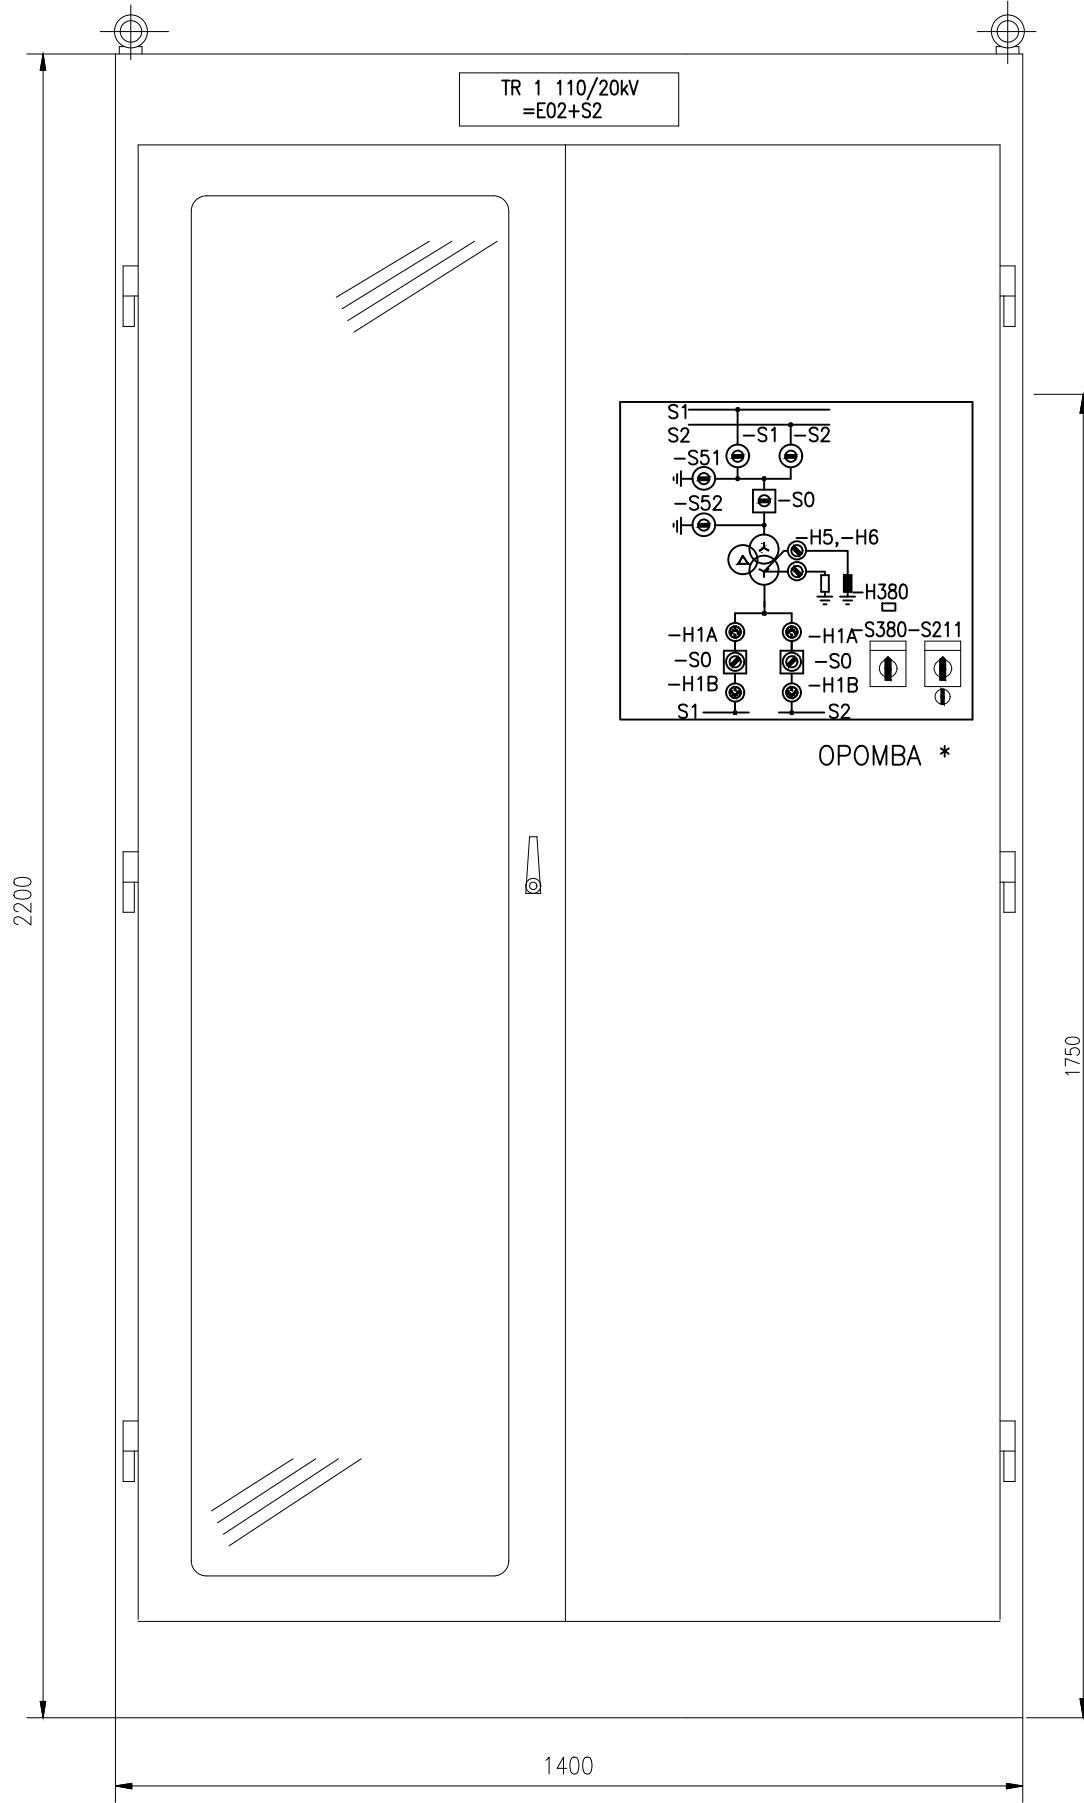 TR 1 110/20kV
=E02+S2
S1
S2
-S1
-S2
-S51
-S52
-S0
-H5,-H6
-H380
-H1A
-H1A
-S380
-S211
-S0
-S0
-H1B
-H1B
S1
S2
OPOMBA *
2200
1750
1400